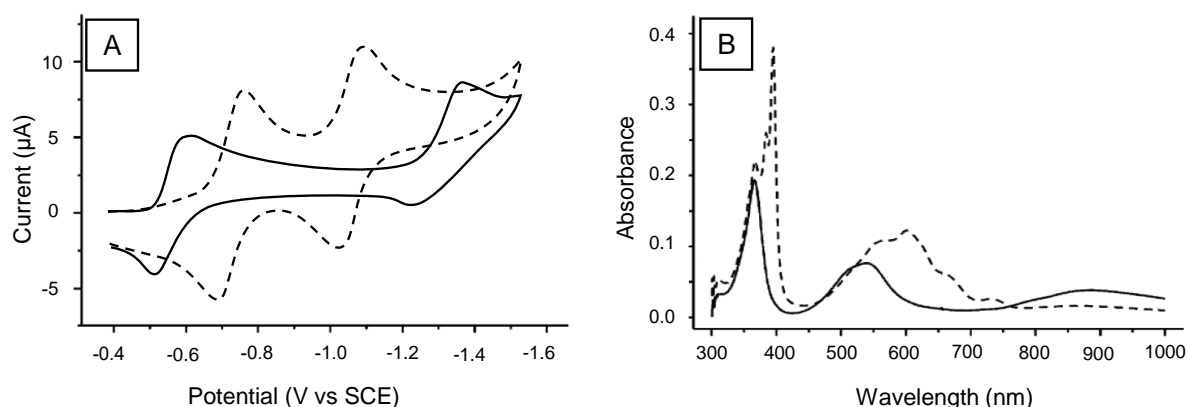 A
Current (µA)
10
5
0
-5
-0.4 -0.6 -0.8 -1.0 -1.2 -1.4 -1.6
Potential (V vs SCE)
B
Absorbance
0.4
0.3
0.2
0.1
0.0
300 400 500 600 700 800 900 1000
Wavelength (nm)